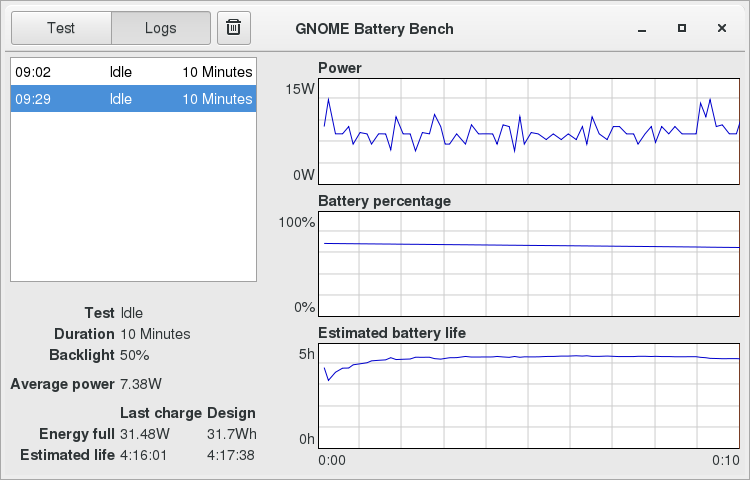 Test Logs GNOME Battery Bench
09:02 Idle 10 Minutes
09:29 Idle 10 Minutes
Test Idle
Duration 10 Minutes
Backlight 50%
Average power 7.38W
Last charge Design
Energy full 31.48W 31.7Wh
Estimated life 4:16:01 4:17:38
Power
15W
0W
Battery percentage
100%
0%
Estimated battery life
5h
0h
0:00 0:10